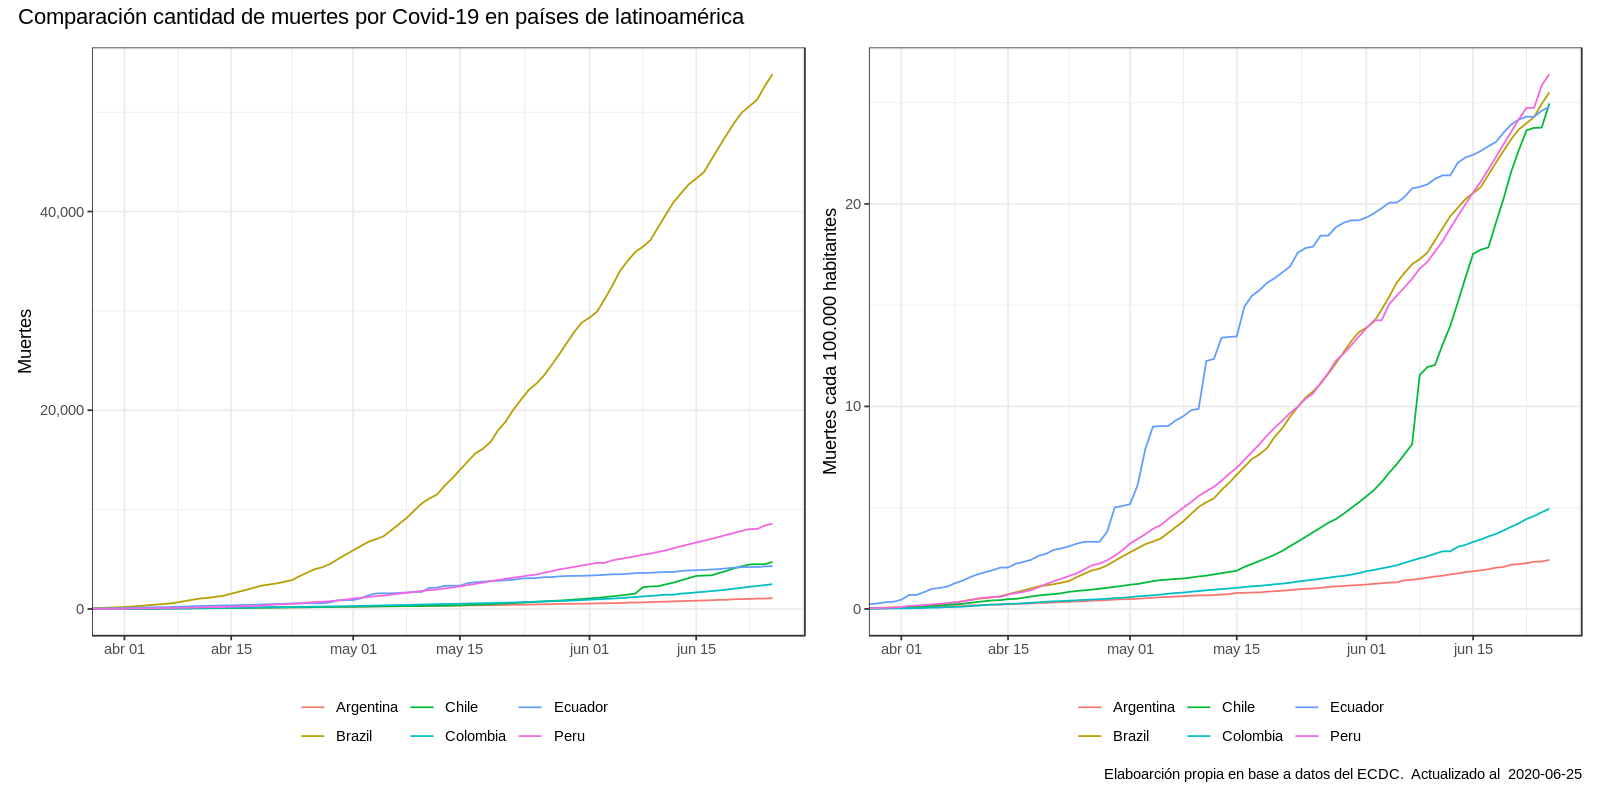 Comparación cantidad de muertes por Covid-19 en países de latinoamérica
Muertes
40,000
20,000
0
abr 01 abr 15 may 01 may 15 jun 01 jun 15
Argentina Chile Ecuador
Brazil Colombia Peru
Muertes cada 100.000 habitantes
20
10
0
abr 01 abr 15 may 01 may 15 jun 01 jun 15
Argentina Chile Ecuador
Brazil Colombia Peru
Elaboarción propia en base a datos del ECDC. Actualizado al 2020-06-25